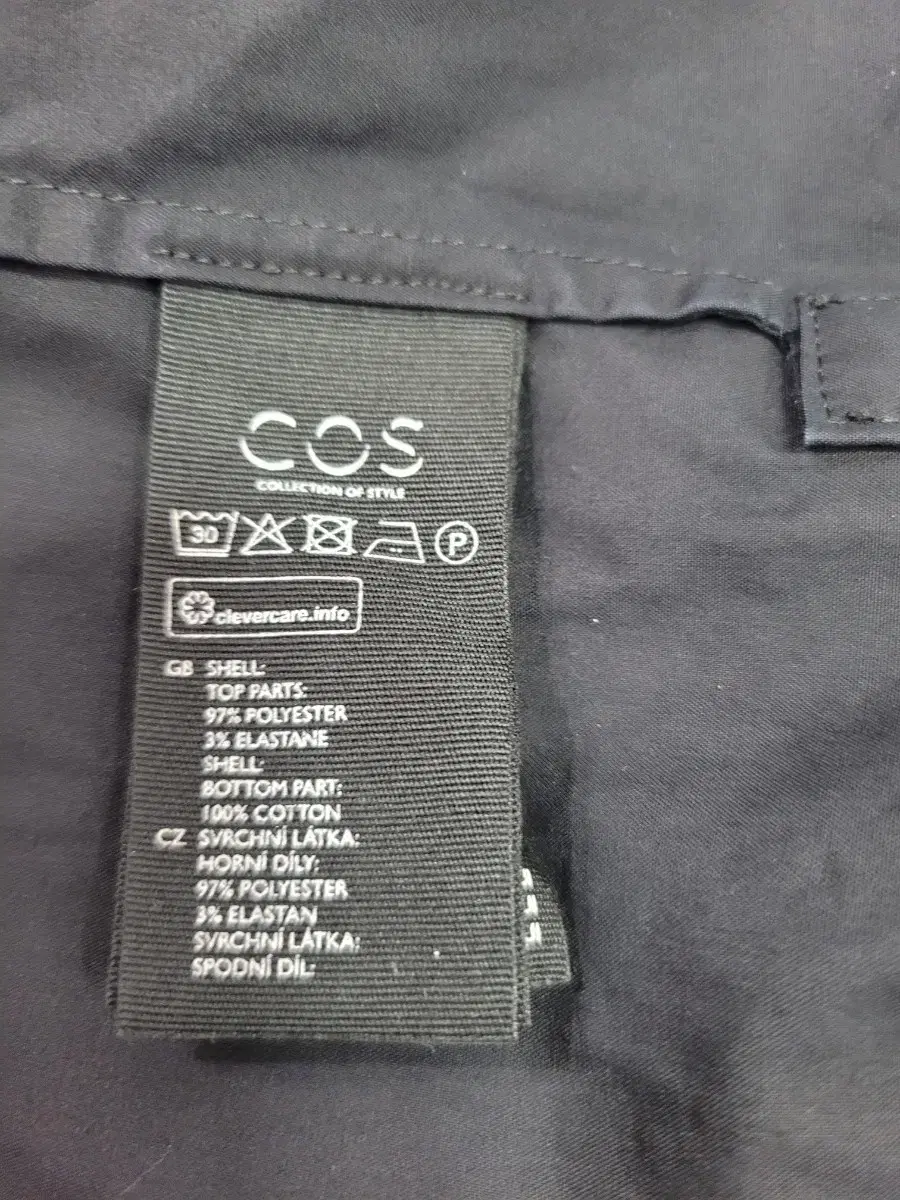 COS
COLLECTION OF STYLE
30
P
clevercare.info
GB SHELL:
TOP PARTS:
97% POLYESTER
3% ELASTANE
SHELL:
BOTTOM PART:
100% COTTON
CZ SVRCHNÍ LÁTKA:
HORNÍ DÍLY:
97% POLYESTER
3% ELASTAN
SVRCHNÍ LÁTKA:
SPODNÍ DÍL: